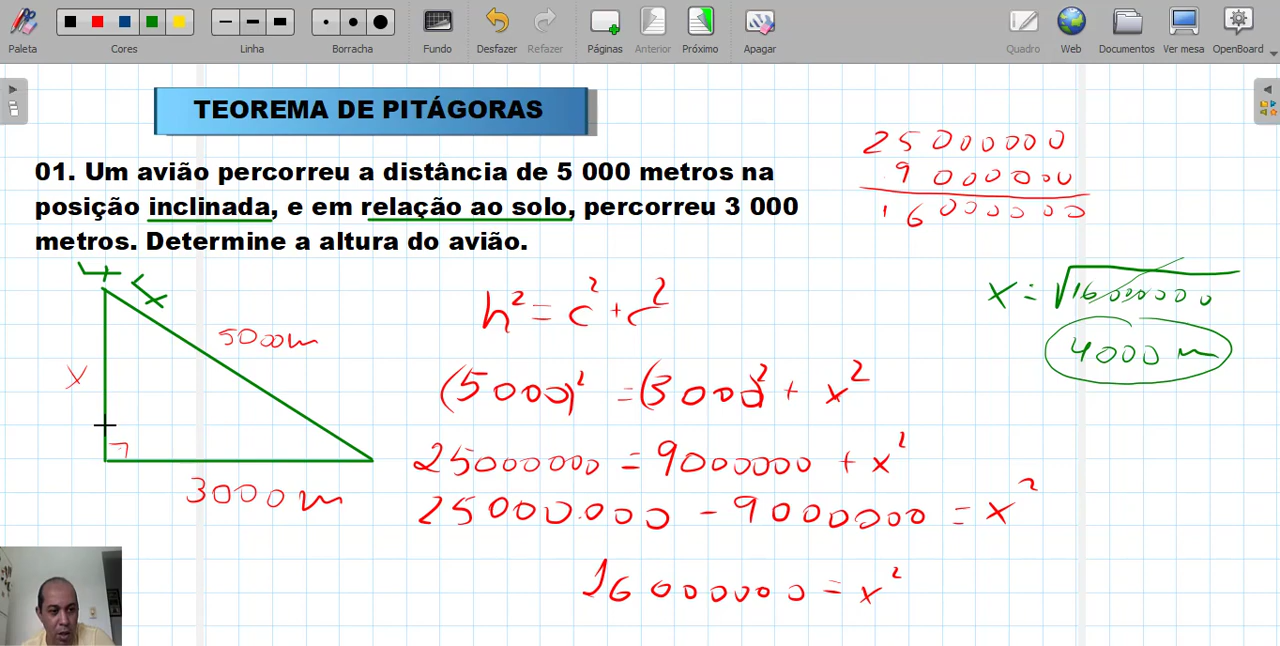 Paleta Cores Linha Borracha Fundo Desfazer Refazer Páginas Anterior Próximo Apagar Quadro Web Documentos Ver mesa OpenBoard
TEOREMA DE PITÁGORAS
01. Um avião percorreu a distância de 5 000 metros na
posição inclinada, e em relação ao solo, percorreu 3 000
metros. Determine a altura do avião.
25000000
9000000
16000000
x = √16000000
4000 m
5000m
x
3000m
h² = c² + c²
(5000)² = (3000)² + x²
25000000 = 9000000 + x²
25000.000 - 9000000 = x²
16000000 = x²